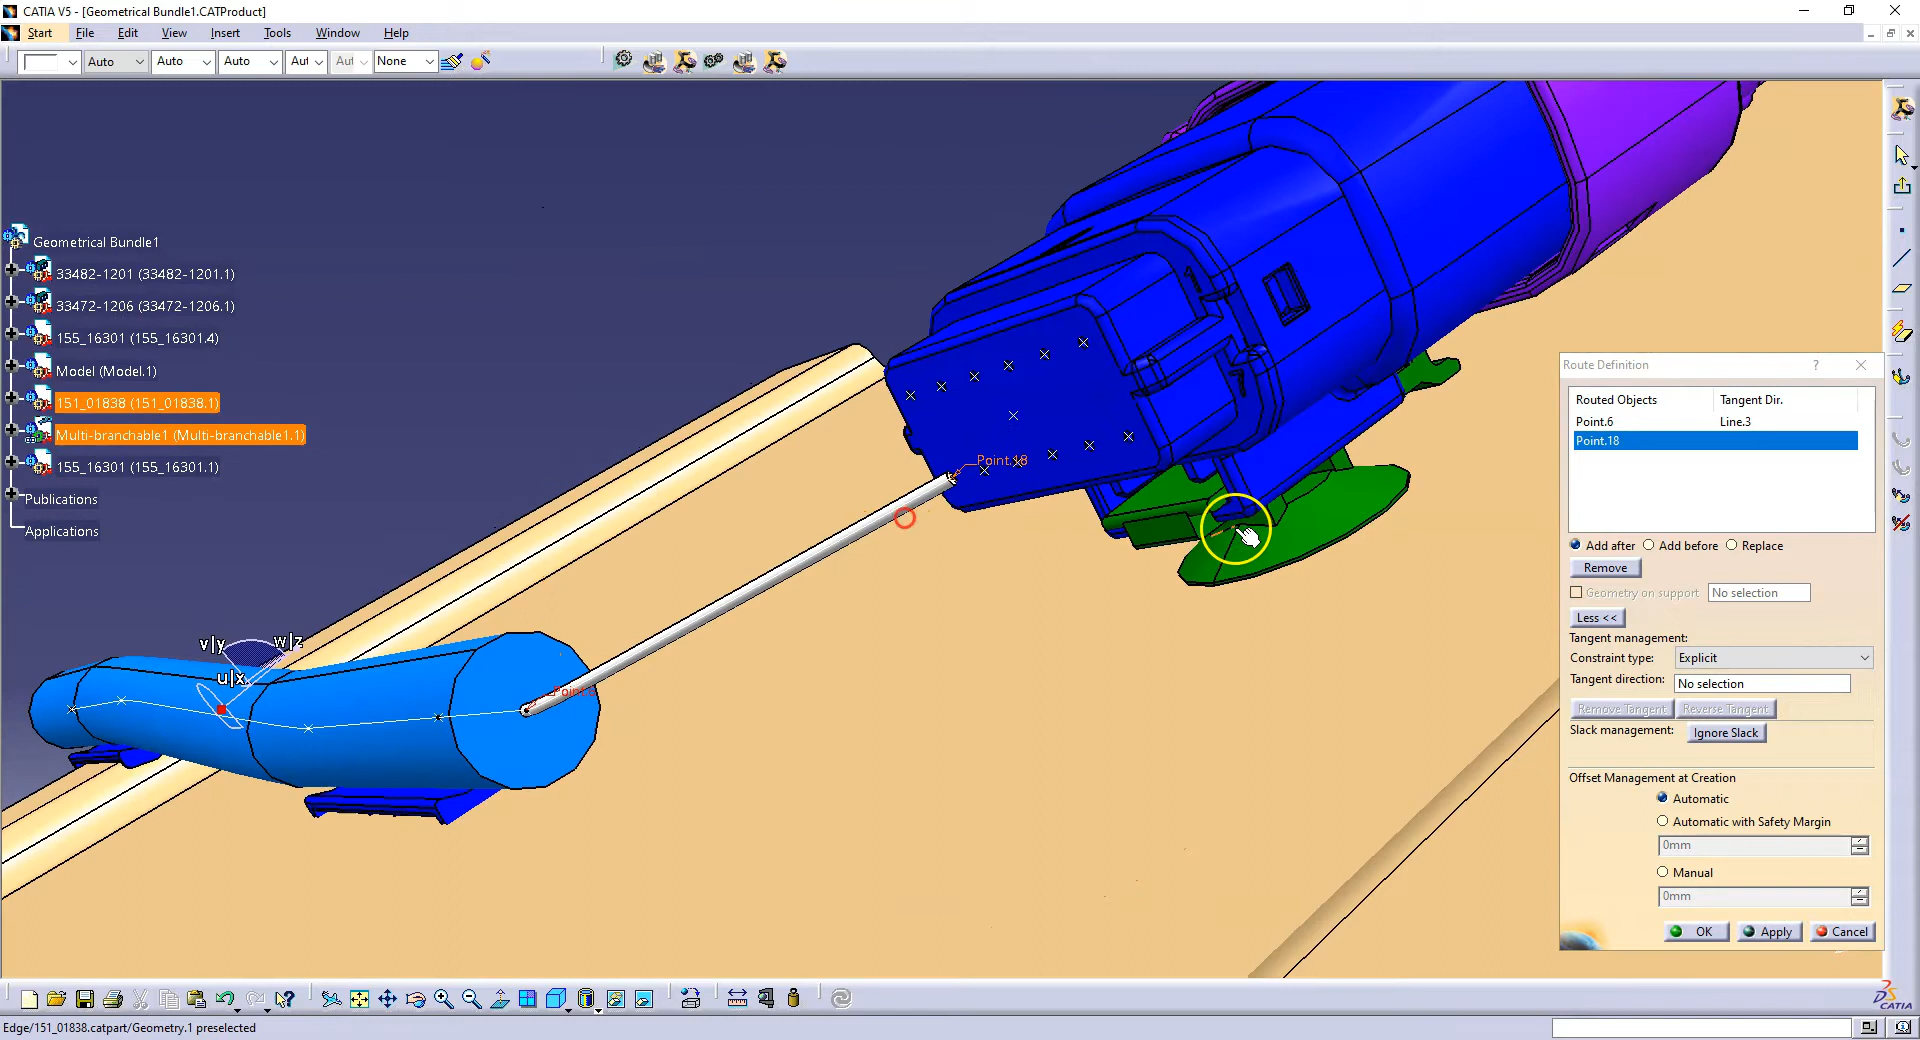 CATIA V5 - [Geometrical Bundle1.CATProduct]
Start File Edit View Insert Tools Window Help
Auto Auto Auto Aut Aut None
Geometrical Bundle1
33482-1201 (33482-1201.1)
33472-1206 (33472-1206.1)
155_16301 (155_16301.4)
Model (Model.1)
151_01838 (151_01838.1)
Multi-branchable1 (Multi-branchable1.1)
155_16301 (155_16301.1)
Publications
Applications
Point.18
v|y
w|z
u|x
Route Definition
?
Routed Objects Tangent Dir.
Point.6 Line.3
Point.18
Add after Add before Replace
Remove
Geometry on support No selection
Less <<
Tangent management:
Constraint type: Explicit
Tangent direction: No selection
Remove Tangent Reverse Tangent
Slack management: Ignore Slack
Offset Management at Creation
Automatic
Automatic with Safety Margin
0mm
Manual
0mm
OK Apply Cancel
CATIA
Edge/151_01838.catpart/Geometry.1 preselected